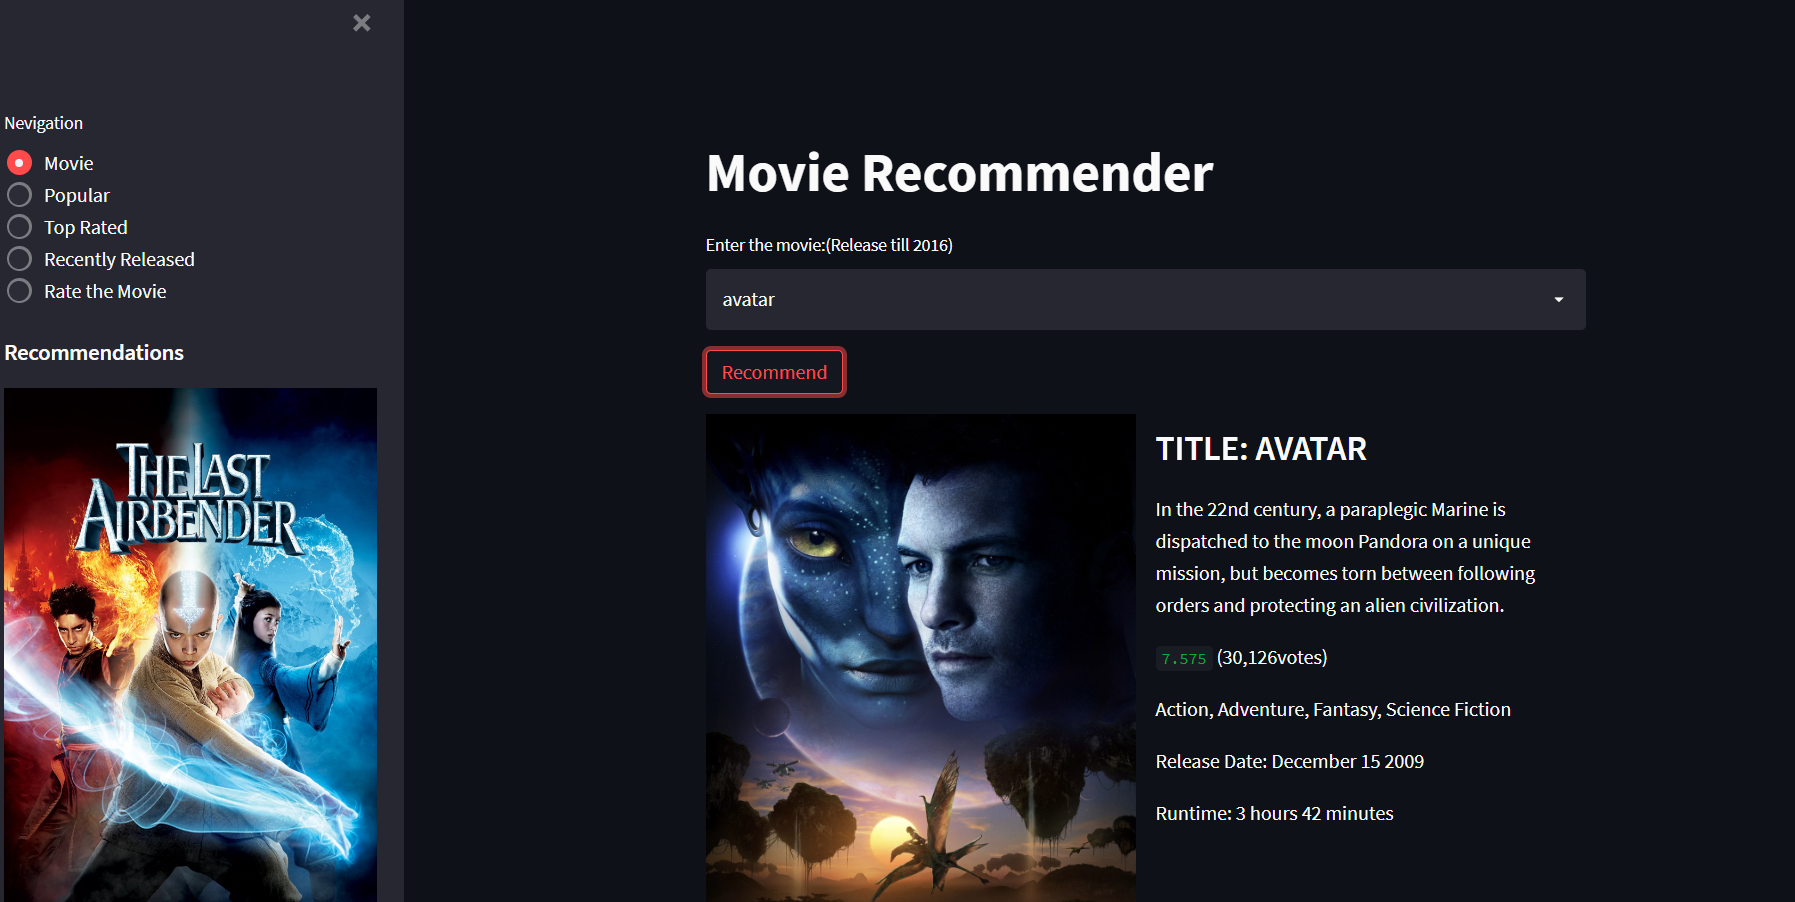 Nevigation
Movie
Popular
Top Rated
Recently Released
Rate the Movie
Recommendations
THE LAST
AIRBENDER
Movie Recommender
Enter the movie:(Release till 2016)
avatar
Recommend
TITLE: AVATAR
In the 22nd century, a paraplegic Marine is
dispatched to the moon Pandora on a unique
mission, but becomes torn between following
orders and protecting an alien civilization.
7.575 (30,126votes)
Action, Adventure, Fantasy, Science Fiction
Release Date: December 15 2009
Runtime: 3 hours 42 minutes